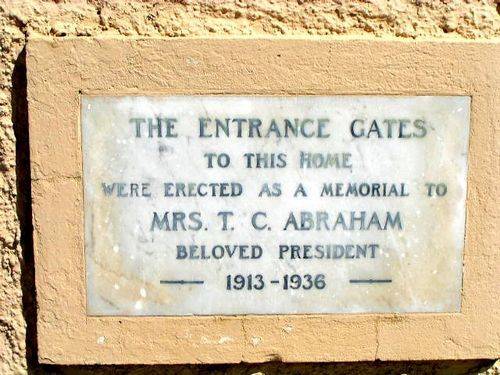 THE ENTRANCE GATES
TO THIS HOME
WERE ERECTED AS A MEMORIAL TO
MRS. T. C. ABRAHAM
BELOVED PRESIDENT
1913-1936